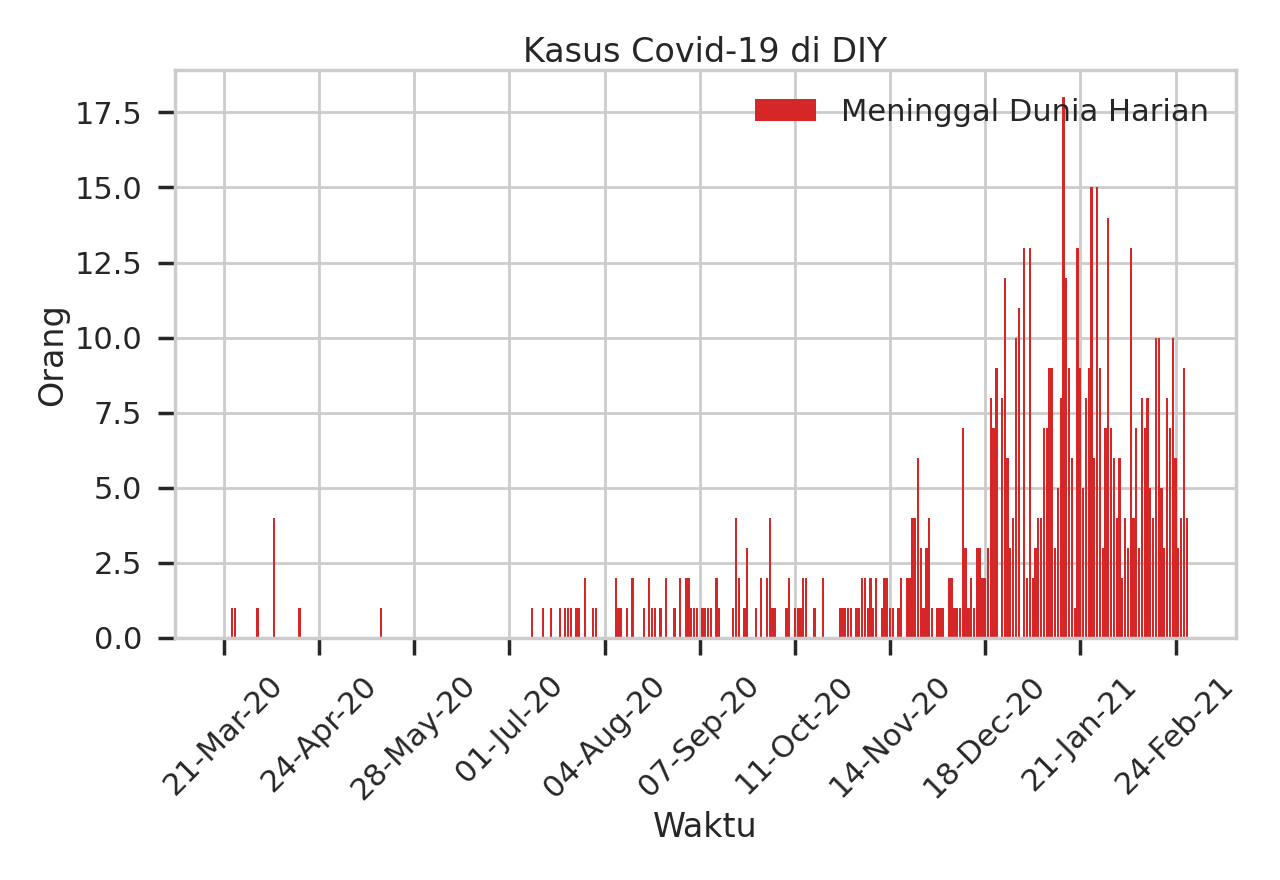 Kasus Covid-19 di DIY
Meninggal Dunia Harian
Orang
17.5
15.0
12.5
10.0
7.5
5.0
2.5
0.0
21-Mar-20
24-Apr-20
28-May-20
01-Jul-20
04-Aug-20
07-Sep-20
11-Oct-20
14-Nov-20
18-Dec-20
21-Jan-21
24-Feb-21
Waktu